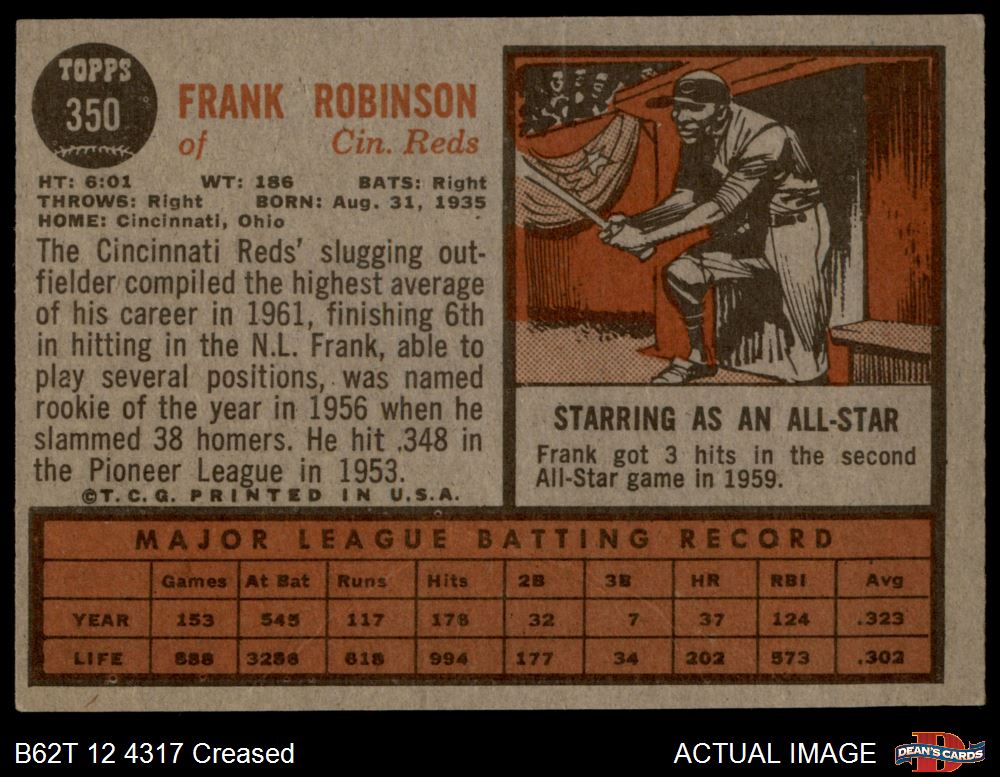 TOPPS
350
FRANK ROBINSON
of Cin. Reds
HT: 6:01 WT: 186 BATS: Right
THROWS: Right BORN: Aug. 31, 1935
HOME: Cincinnati, Ohio
The Cincinnati Reds' slugging out-
fielder compiled the highest average
of his career in 1961, finishing 6th
in hitting in the N.L. Frank, able to
play several positions, was named
rookie of the year in 1956 when he
slammed 38 homers. He hit .348 in
the Pioneer League in 1953.
©T.C.G. PRINTED IN U.S.A.
STARRING AS AN ALL-STAR
Frank got 3 hits in the second
All-Star game in 1959.
MAJOR LEAGUE BATTING RECORD
Games At Bat Runs Hits 2B 3B HR RBI Avg
YEAR 153 545 117 176 32 7 37 124 .323
LIFE 888 3286 618 994 177 34 202 573 .302
B62T 12 4317 Creased
ACTUAL IMAGE
DEAN'S CARDS